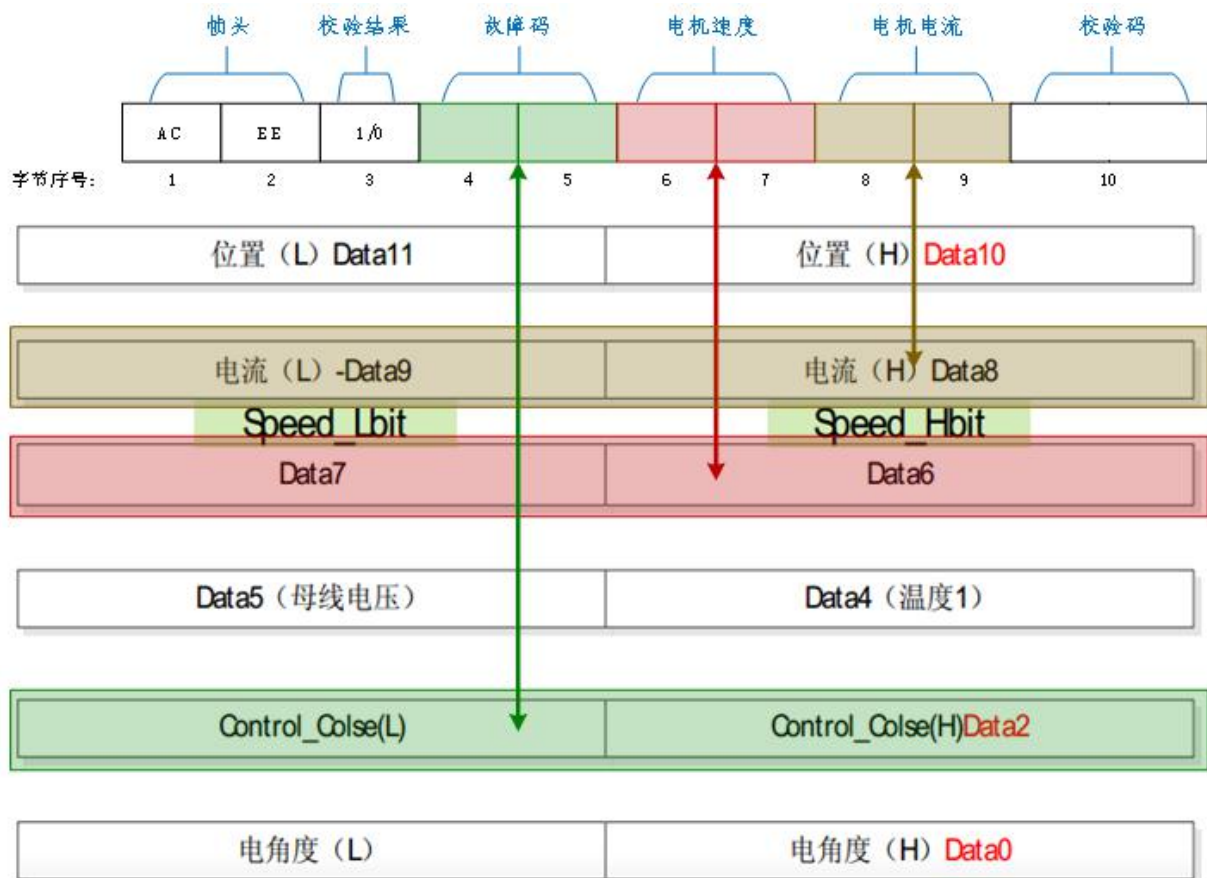 帧头 校验结果 故障码 电机速度 电机电流 校验码
AC EE 1/0
字节序号： 1 2 3 4 5 6 7 8 9 10
位置（L）Data11 位置（H）Data10
电流（L）-Data9 电流（H）Data8
Speed_Lbit Speed_Hbit
Data7 Data6
Data5（母线电压） Data4（温度1）
Control_Colse(L) Control_Colse(H)Data2
电角度（L） 电角度（H）Data0